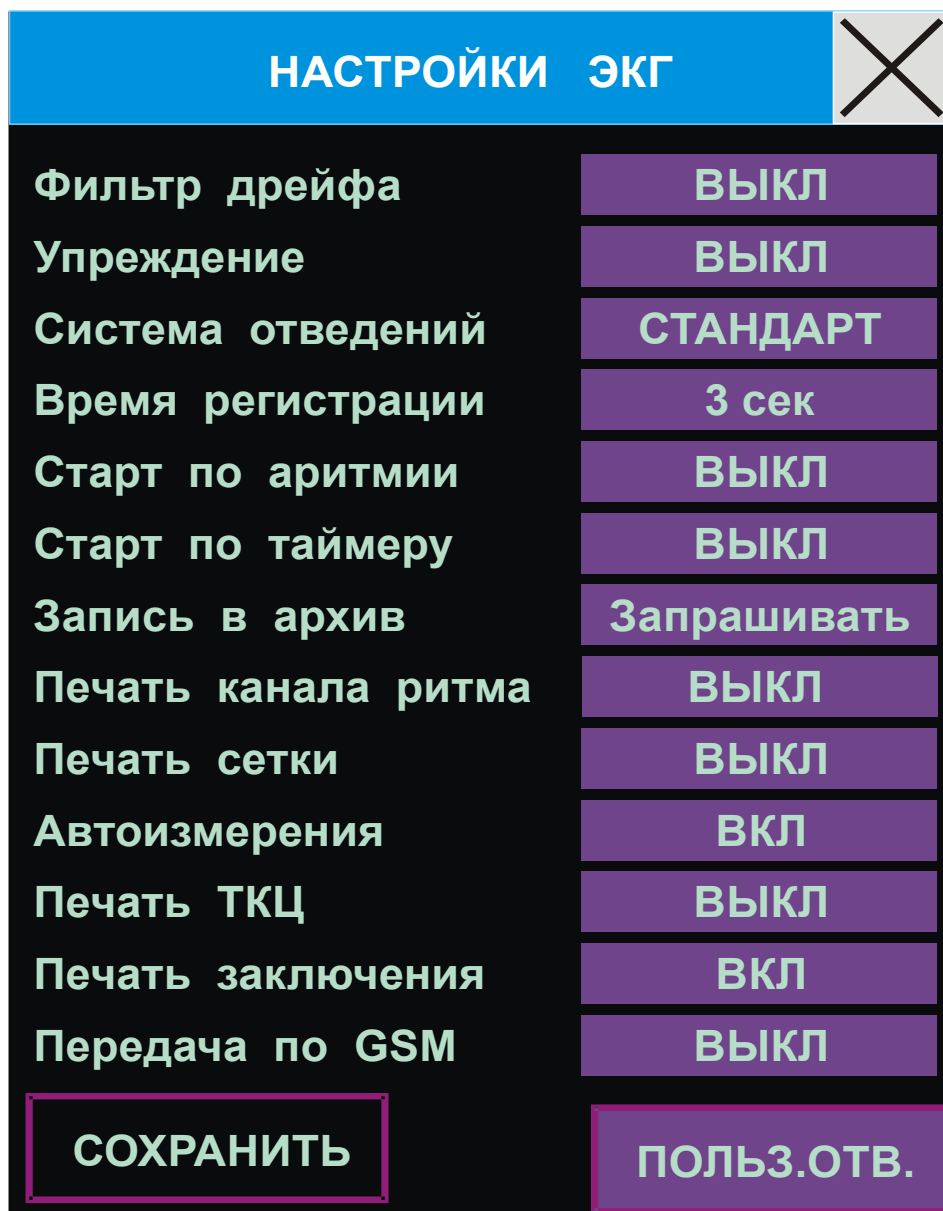 НАСТРОЙКИ ЭКГ
Фильтр дрейфа ВЫКЛ
Упреждение ВЫКЛ
Система отведений СТАНДАРТ
Время регистрации 3 сек
Старт по аритмии ВЫКЛ
Старт по таймеру ВЫКЛ
Запись в архив Запрашивать
Печать канала ритма ВЫКЛ
Печать сетки ВЫКЛ
Автоизмерения ВКЛ
Печать ТКЦ ВЫКЛ
Печать заключения ВКЛ
Передача по GSM ВЫКЛ
СОХРАНИТЬ ПОЛЬЗ.ОТВ.